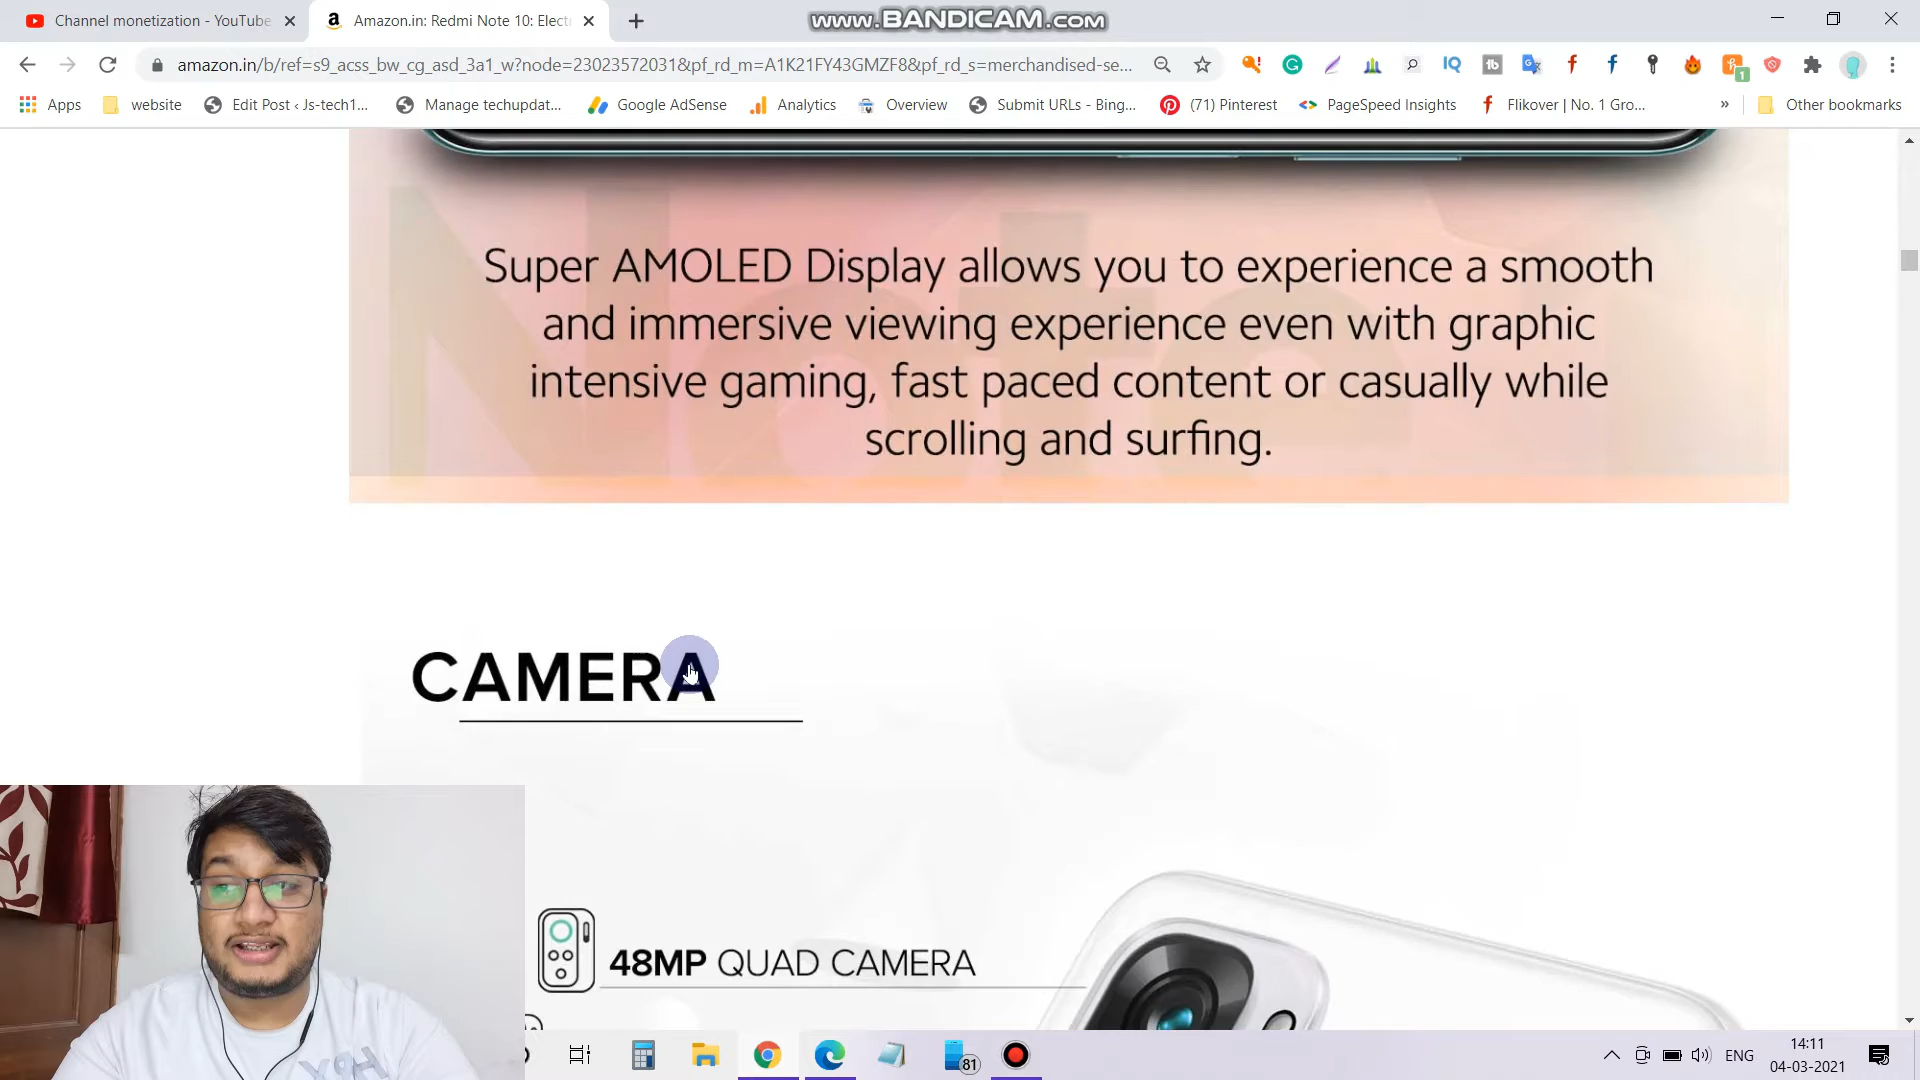 Channel monetization - YouTube
Amazon.in: Redmi Note 10: Elect
www.BANDICAM.com
amazon.in/b/ref=s9_acss_bw_cg_asd_3a1_w?node=23023572031&pf_rd_m=A1K21FY43GMZF8&pf_rd_s=merchandised-se...
1
Apps
website
Edit Post ‹ Js-tech1...
Manage techupdat...
Google AdSense
Analytics
Overview
Submit URLs - Bing...
(71) Pinterest
PageSpeed Insights
Flikover | No. 1 Gro...
»
Other bookmarks
Super AMOLED Display allows you to experience a smooth
and immersive viewing experience even with graphic
intensive gaming, fast paced content or casually while
scrolling and surfing.
CAMERA
48MP QUAD CAMERA
81
ENG
14:11
04-03-2021